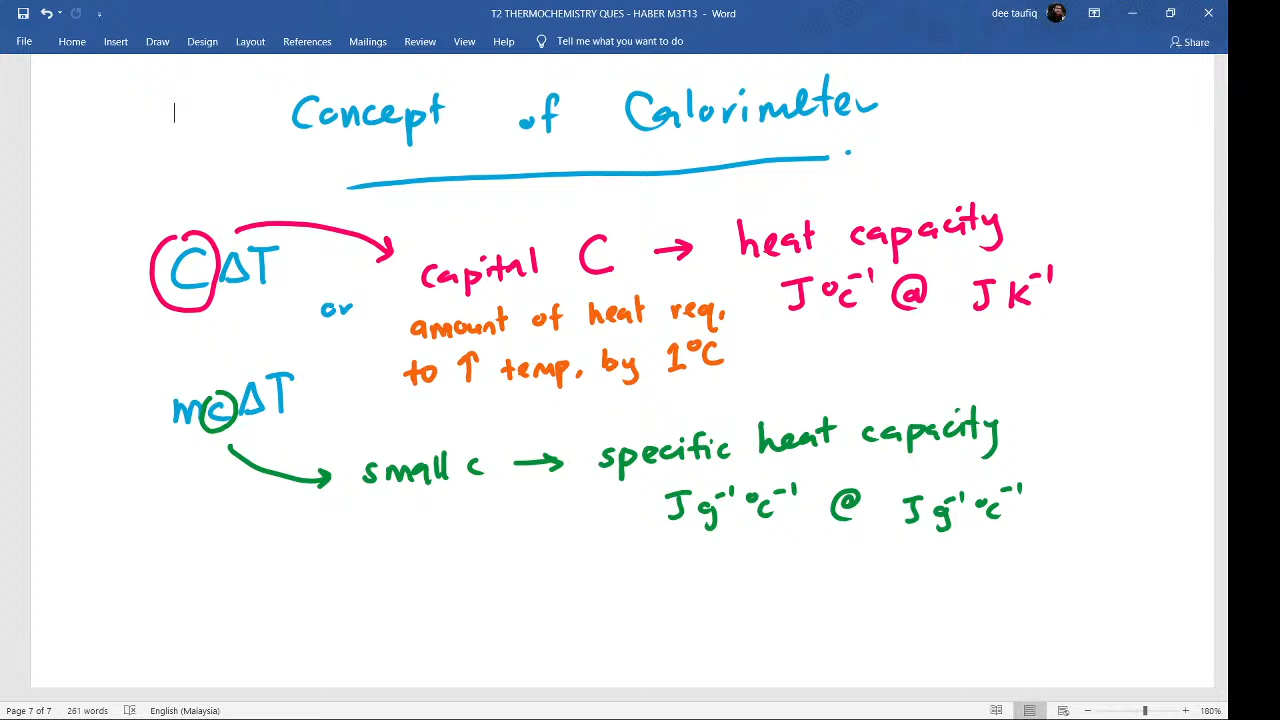 T2 THERMOCHEMISTRY QUES - HABER M3T13 - Word
dee taufiq
File Home Insert Draw Design Layout References Mailings Review View Help Tell me what you want to do Share
Concept of Calorimeter
CΔT
or
capital C → heat capacity
J °C⁻¹ @ J K⁻¹
amount of heat req.
to ↑ temp. by 1°C
mcΔT
small c → specific heat capacity
J g⁻¹ °C⁻¹ @ J g⁻¹ °C⁻¹
Page 7 of 7 261 words English (Malaysia) 180%